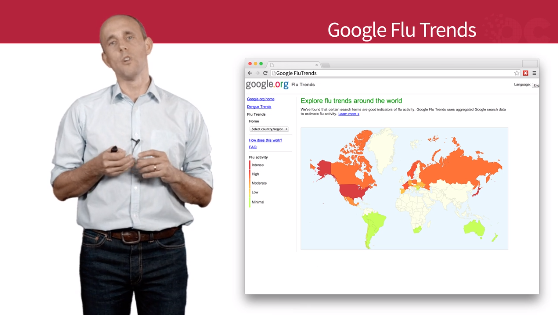 Google Flu Trends
Google FluTrends
google.org Flu Trends
Language:
Google.org home
Dengue Trends
Flu Trends
Home
Select country/region
How does this work?
FAQ
Flu activity
Intense
High
Moderate
Low
Minimal
Explore flu trends around the world
We've found that certain search terms are good indicators of flu activity. Google Flu Trends uses aggregated Google search data
to estimate flu activity. Learn more »